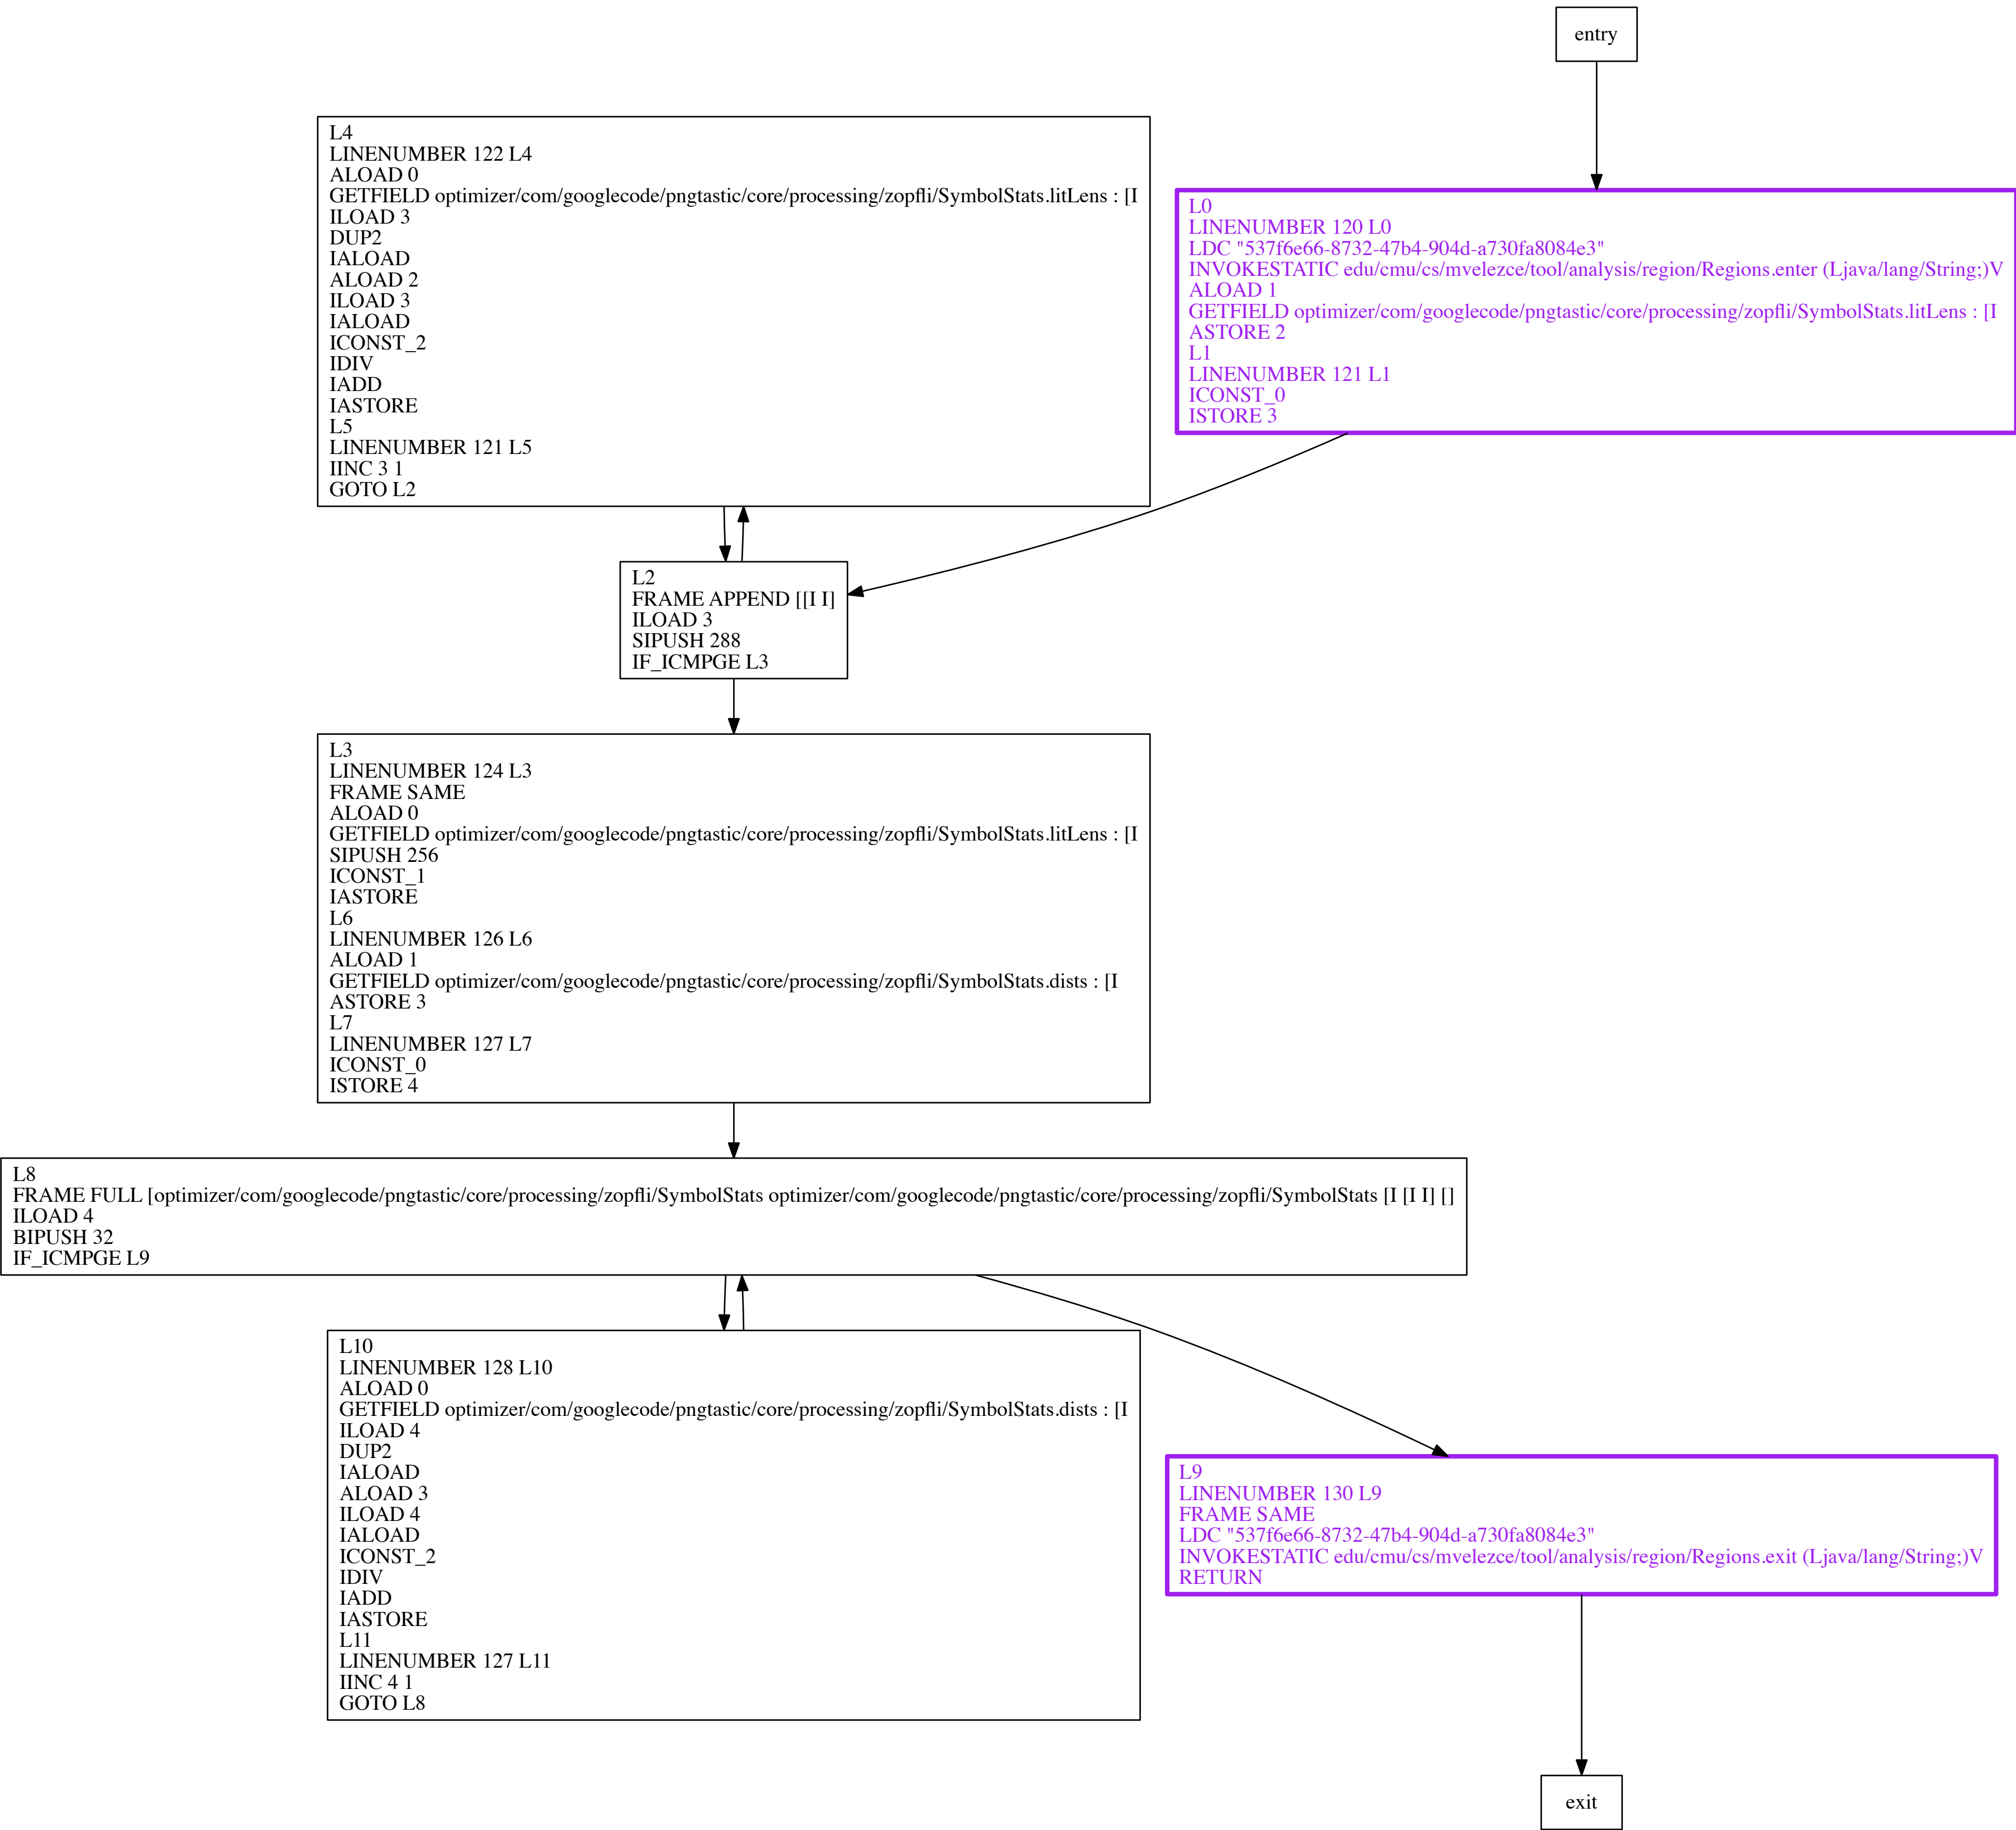 entry
L4
LINENUMBER 122 L4
ALOAD 0
GETFIELD optimizer/com/googlecode/pngtastic/core/processing/zopfli/SymbolStats.litLens : [I
ILOAD 3
DUP2
IALOAD
ALOAD 2
ILOAD 3
IALOAD
ICONST_2
IDIV
IADD
IASTORE
L5
LINENUMBER 121 L5
IINC 3 1
GOTO L2
L0
LINENUMBER 120 L0
LDC "537f6e66-8732-47b4-904d-a730fa8084e3"
INVOKESTATIC edu/cmu/cs/mvelezce/tool/analysis/region/Regions.enter (Ljava/lang/String;)V
ALOAD 1
GETFIELD optimizer/com/googlecode/pngtastic/core/processing/zopfli/SymbolStats.litLens : [I
ASTORE 2
L1
LINENUMBER 121 L1
ICONST_0
ISTORE 3
L2
FRAME APPEND [[I I]
ILOAD 3
SIPUSH 288
IF_ICMPGE L3
L3
LINENUMBER 124 L3
FRAME SAME
ALOAD 0
GETFIELD optimizer/com/googlecode/pngtastic/core/processing/zopfli/SymbolStats.litLens : [I
SIPUSH 256
ICONST_1
IASTORE
L6
LINENUMBER 126 L6
ALOAD 1
GETFIELD optimizer/com/googlecode/pngtastic/core/processing/zopfli/SymbolStats.dists : [I
ASTORE 3
L7
LINENUMBER 127 L7
ICONST_0
ISTORE 4
L8
FRAME FULL [optimizer/com/googlecode/pngtastic/core/processing/zopfli/SymbolStats optimizer/com/googlecode/pngtastic/core/processing/zopfli/SymbolStats [I [I I] []
ILOAD 4
BIPUSH 32
IF_ICMPGE L9
L10
LINENUMBER 128 L10
ALOAD 0
GETFIELD optimizer/com/googlecode/pngtastic/core/processing/zopfli/SymbolStats.dists : [I
ILOAD 4
DUP2
IALOAD
ALOAD 3
ILOAD 4
IALOAD
ICONST_2
IDIV
IADD
IASTORE
L11
LINENUMBER 127 L11
IINC 4 1
GOTO L8
L9
LINENUMBER 130 L9
FRAME SAME
LDC "537f6e66-8732-47b4-904d-a730fa8084e3"
INVOKESTATIC edu/cmu/cs/mvelezce/tool/analysis/region/Regions.exit (Ljava/lang/String;)V
RETURN
exit